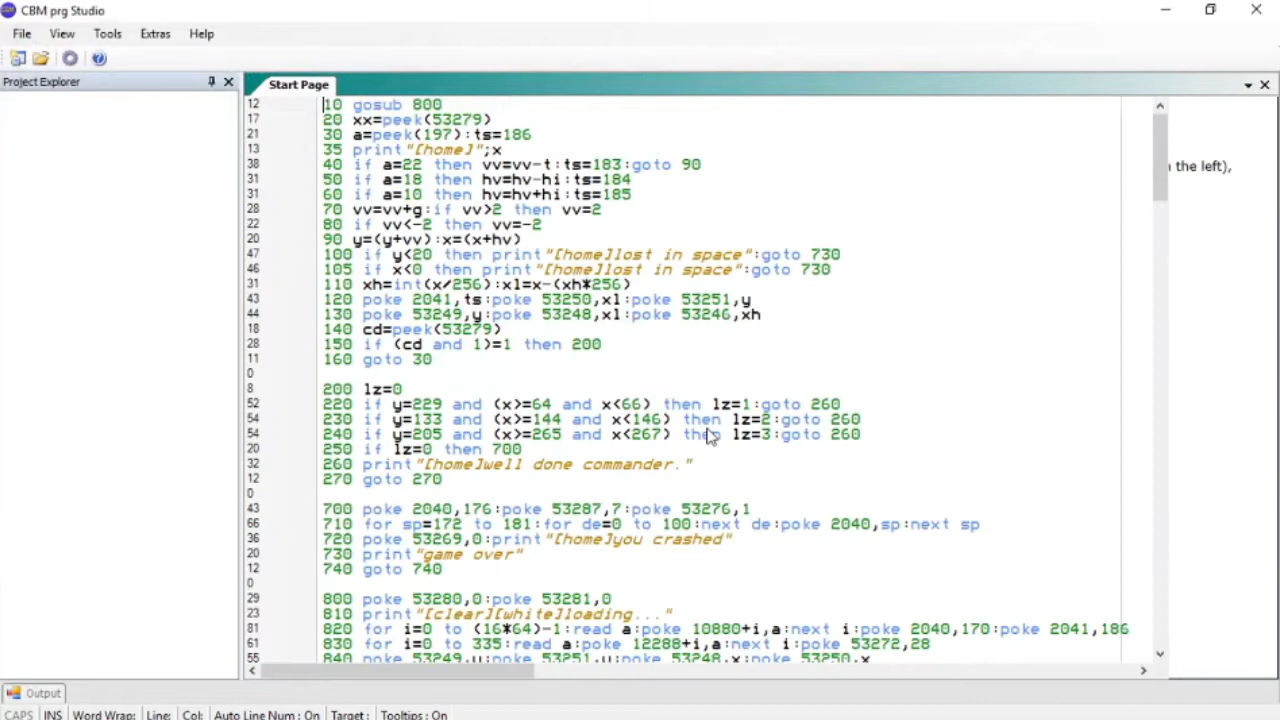 CBM prg Studio
File View Tools Extras Help
Project Explorer
Start Page
12 10 gosub 800
17 20 xx=peek(53279)
21 30 a=peek(197):ts=186
13 35 print"[home]";x
38 40 if a=22 then vv=vv-t:ts=183:goto 90
31 50 if a=18 then hv=hv-hi:ts=184
31 60 if a=10 then hv=hv+hi:ts=185
28 70 vv=vv+g:if vv>2 then vv=2
22 80 if vv<-2 then vv=-2
20 90 y=(y+vv):x=(x+hv)
47 100 if y<20 then print"[home]lost in space":goto 730
46 105 if x<0 then print"[home]lost in space":goto 730
31 110 xh=int(x/256):xl=x-(xh*256)
43 120 poke 2041,ts:poke 53250,xl:poke 53251,y
44 130 poke 53249,y:poke 53248,xl:poke 53246,xh
18 140 cd=peek(53279)
28 150 if (cd and 1)=1 then 200
11 160 goto 30
0
8 200 lz=0
52 220 if y=229 and (x)>=64 and x<66) then lz=1:goto 260
54 230 if y=133 and (x)>=144 and x<146) then lz=2:goto 260
54 240 if y=205 and (x)>=265 and x<267) then lz=3:goto 260
20 250 if lz=0 then 700
32 260 print"[home]well done commander."
12 270 goto 270
0
43 700 poke 2040,176:poke 53287,7:poke 53276,1
66 710 for sp=172 to 181:for de=0 to 100:next de:poke 2040,sp:next sp
36 720 poke 53269,0:print"[home]you crashed"
20 730 print"game over"
12 740 goto 740
0
29 800 poke 53280,0:poke 53281,0
23 810 print"[clear][white]loading..."
81 820 for i=0 to (16*64)-1:read a:poke 10880+i,a:next i:poke 2040,170:poke 2041,186
61 830 for i=0 to 335:read a:poke 12288+i,a:next i:poke 53272,28
55 840 poke 53249,y:poke 53251,y:poke 53248,x:poke 53250,x
n the left),
Output
CAPS INS Word Wrap: Line: Col: Auto Line Num : On Target : Tooltips : On